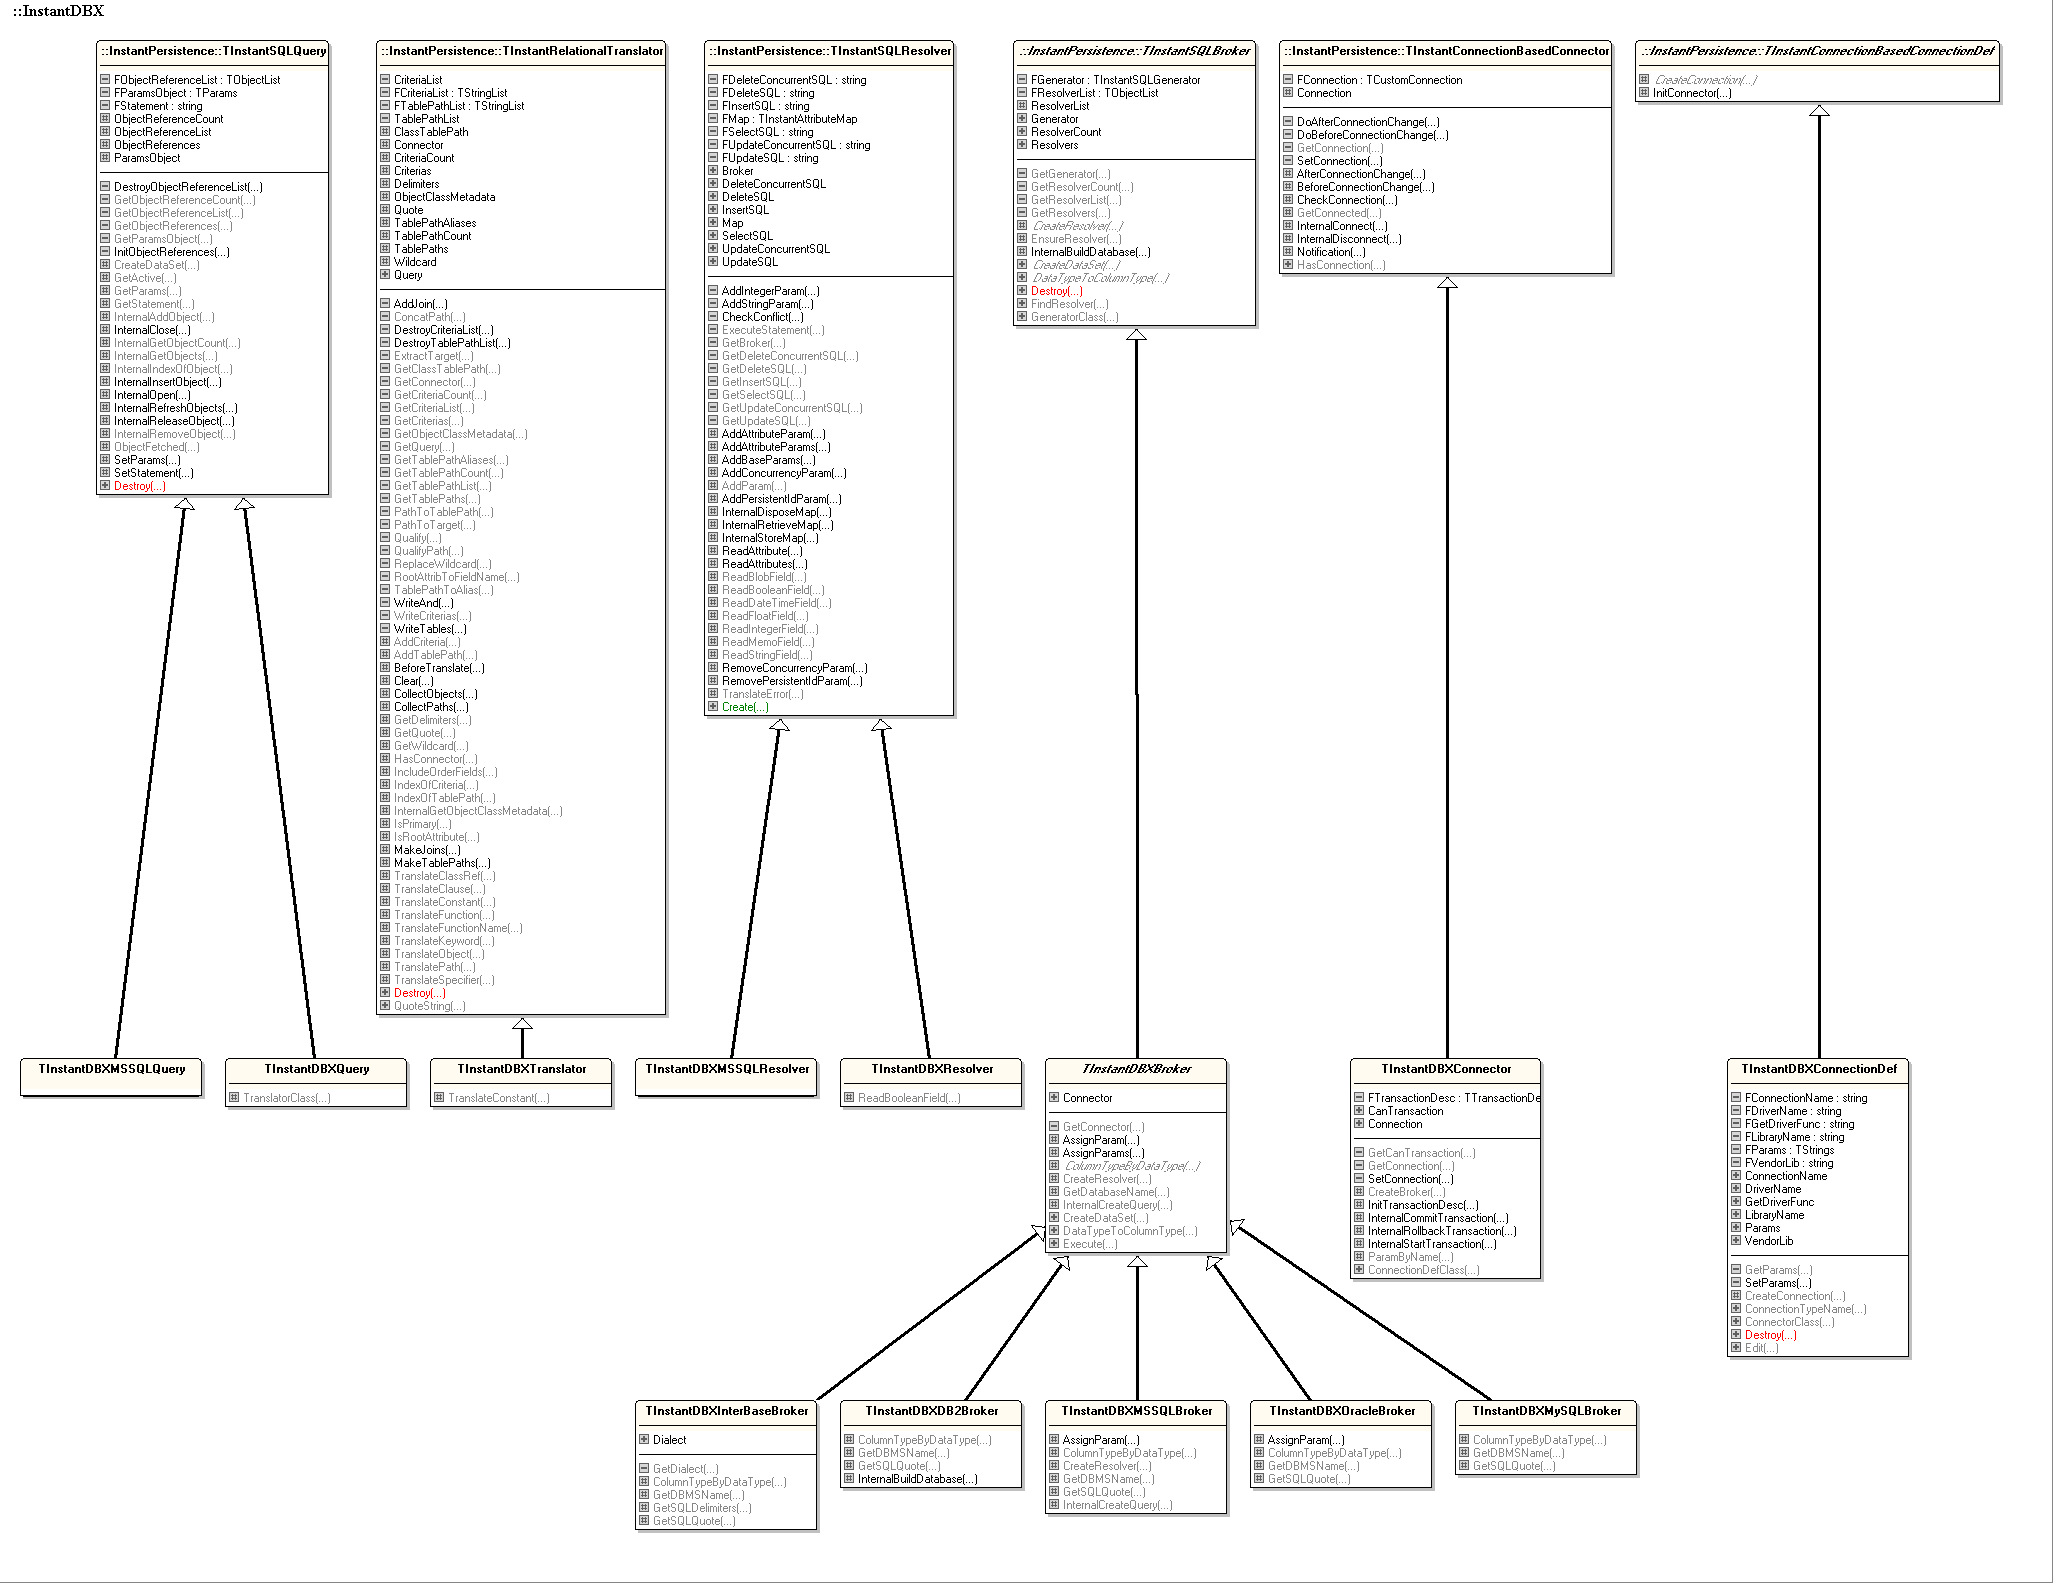 ::InstantDBX
::InstantPersistence::TInstantSQLQuery
FObjectReferenceList : TObjectList
FParamsObject : TParams
FStatement : string
ObjectReferenceCount
ObjectReferenceList
ObjectReferences
ParamsObject
DestroyObjectReferenceList(...)
GetObjectReferenceCount(...)
GetObjectReferenceList(...)
GetObjectReferences(...)
GetParamsObject(...)
InitObjectReferences(...)
CreateDataSet(...)
GetActive(...)
GetParams(...)
GetStatement(...)
InternalAddObject(...)
InternalClose(...)
InternalGetObjectCount(...)
InternalGetObjects(...)
InternalIndexOfObject(...)
InternalInsertObject(...)
InternalOpen(...)
InternalRefreshObjects(...)
InternalReleaseObject(...)
InternalRemoveObject(...)
ObjectFetched(...)
SetParams(...)
SetStatement(...)
Destroy(...)
::InstantPersistence::TInstantRelationalTranslator
CriteriaList
FCriteriaList : TStringList
FTablePathList : TStringList
TablePathList
ClassTablePath
Connector
CriteriaCount
Criterias
Delimiters
ObjectClassMetadata
Quote
TablePathAliases
TablePathCount
TablePaths
Wildcard
Query
AddJoin(...)
ConcatPath(...)
DestroyCriteriaList(...)
DestroyTablePathList(...)
ExtractTarget(...)
GetClassTablePath(...)
GetConnector(...)
GetCriteriaCount(...)
GetCriteriaList(...)
GetCriterias(...)
GetObjectClassMetadata(...)
GetQuery(...)
GetTablePathAliases(...)
GetTablePathCount(...)
GetTablePathList(...)
GetTablePaths(...)
PathToTablePath(...)
PathToTarget(...)
Qualify(...)
QualifyPath(...)
ReplaceWildcard(...)
RootAttribToFieldName(...)
TablePathToAlias(...)
WriteAnd(...)
WriteCriterias(...)
WriteTables(...)
AddCriteria(...)
AddTablePath(...)
BeforeTranslate(...)
Clear(...)
CollectObjects(...)
CollectPaths(...)
GetDelimiters(...)
GetQuote(...)
GetWildcard(...)
HasConnector(...)
IncludeOrderFields(...)
IndexOfCriteria(...)
IndexOfTablePath(...)
InternalGetObjectClassMetadata(...)
IsPrimary(...)
IsRootAttribute(...)
MakeJoins(...)
MakeTablePaths(...)
TranslateClassRef(...)
TranslateClause(...)
TranslateConstant(...)
TranslateFunction(...)
TranslateFunctionName(...)
TranslateKeyword(...)
TranslateObject(...)
TranslatePath(...)
TranslateSpecifier(...)
Destroy(...)
QuoteString(...)
::InstantPersistence::TInstantSQLResolver
FDeleteConcurrentSQL : string
FDeleteSQL : string
FInsertSQL : string
FMap : TInstantAttributeMap
FSelectSQL : string
FUpdateConcurrentSQL : string
FUpdateSQL : string
Broker
DeleteConcurrentSQL
DeleteSQL
InsertSQL
Map
SelectSQL
UpdateConcurrentSQL
UpdateSQL
AddIntegerParam(...)
AddStringParam(...)
CheckConflict(...)
ExecuteStatement(...)
GetBroker(...)
GetDeleteConcurrentSQL(...)
GetDeleteSQL(...)
GetInsertSQL(...)
GetSelectSQL(...)
GetUpdateConcurrentSQL(...)
GetUpdateSQL(...)
AddAttributeParam(...)
AddAttributeParams(...)
AddBaseParams(...)
AddConcurrencyParam(...)
AddParam(...)
AddPersistentIdParam(...)
InternalDisposeMap(...)
InternalRetrieveMap(...)
InternalStoreMap(...)
ReadAttribute(...)
ReadAttributes(...)
ReadBlobField(...)
ReadBooleanField(...)
ReadDateTimeField(...)
ReadFloatField(...)
ReadIntegerField(...)
ReadMemoField(...)
ReadStringField(...)
RemoveConcurrencyParam(...)
RemovePersistentIdParam(...)
TranslateError(...)
Create(...)
::InstantPersistence::TInstantSQLBroker
FGenerator : TInstantSQLGenerator
FResolverList : TObjectList
ResolverList
Generator
ResolverCount
Resolvers
GetGenerator(...)
GetResolverCount(...)
GetResolverList(...)
GetResolvers(...)
CreateResolver(...)
EnsureResolver(...)
InternalBuildDatabase(...)
CreateDataSet(...)
DataTypeToColumnType(...)
Destroy(...)
FindResolver(...)
GeneratorClass(...)
::InstantPersistence::TInstantConnectionBasedConnector
FConnection : TCustomConnection
Connection
DoAfterConnectionChange(...)
DoBeforeConnectionChange(...)
GetConnection(...)
SetConnection(...)
AfterConnectionChange(...)
BeforeConnectionChange(...)
CheckConnection(...)
GetConnected(...)
InternalConnect(...)
InternalDisconnect(...)
Notification(...)
HasConnection(...)
::InstantPersistence::TInstantConnectionBasedConnectionDef
CreateConnection(...)
InitConnector(...)
TInstantDBXMSSQLQuery
TInstantDBXQuery
TranslatorClass(...)
TInstantDBXTranslator
TranslateConstant(...)
TInstantDBXMSSQLResolver
TInstantDBXResolver
ReadBooleanField(...)
TInstantDBXBroker
Connector
GetConnector(...)
AssignParam(...)
AssignParams(...)
ColumnTypeByDataType(...)
CreateResolver(...)
GetDatabaseName(...)
InternalCreateQuery(...)
CreateDataSet(...)
DataTypeToColumnType(...)
Execute(...)
TInstantDBXConnector
FTransactionDesc : TTransactionDe
CanTransaction
Connection
GetCanTransaction(...)
GetConnection(...)
SetConnection(...)
CreateBroker(...)
InitTransactionDesc(...)
InternalCommitTransaction(...)
InternalRollbackTransaction(...)
InternalStartTransaction(...)
ParamByName(...)
ConnectionDefClass(...)
TInstantDBXConnectionDef
FConnectionName : string
FDriverName : string
FGetDriverFunc : string
FLibraryName : string
FParams : TStrings
FVendorLib : string
ConnectionName
DriverName
GetDriverFunc
LibraryName
Params
VendorLib
GetParams(...)
SetParams(...)
CreateConnection(...)
ConnectionTypeName(...)
ConnectorClass(...)
Destroy(...)
Edit(...)
TInstantDBXInterBaseBroker
Dialect
GetDialect(...)
ColumnTypeByDataType(...)
GetDBMSName(...)
GetSQLDelimiters(...)
GetSQLQuote(...)
TInstantDBXDB2Broker
ColumnTypeByDataType(...)
GetDBMSName(...)
GetSQLQuote(...)
InternalBuildDatabase(...)
TInstantDBXMSSQLBroker
AssignParam(...)
ColumnTypeByDataType(...)
CreateResolver(...)
GetDBMSName(...)
GetSQLQuote(...)
InternalCreateQuery(...)
TInstantDBXOracleBroker
AssignParam(...)
ColumnTypeByDataType(...)
GetDBMSName(...)
GetSQLQuote(...)
TInstantDBXMySQLBroker
ColumnTypeByDataType(...)
GetDBMSName(...)
GetSQLQuote(...)